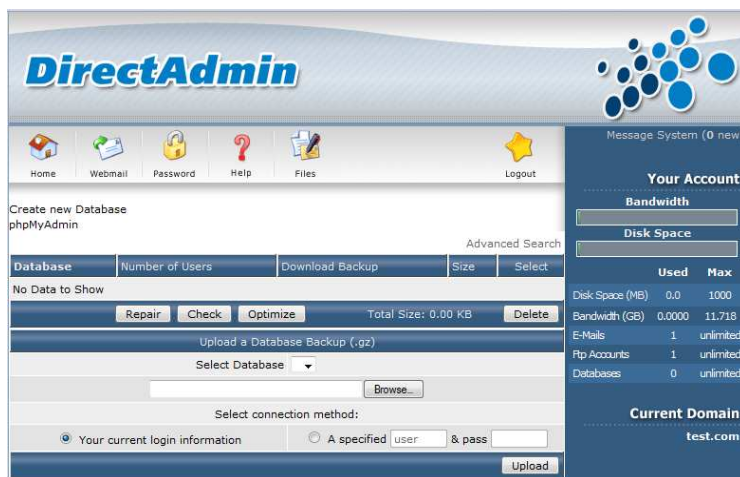 DirectAdmin
Message System (0 new
Home Webmail Password Help Files Logout
Create new Database
phpMyAdmin
Advanced Search
Database Number of Users Download Backup Size Select
No Data to Show
Repair Check Optimize Total Size: 0.00 KB Delete
Upload a Database Backup (.gz)
Select Database
Browse...
Select connection method:
Your current login information A specified user & pass
Upload
Your Account
Bandwidth
Disk Space
Used Max
Disk Space (MB) 0.0 1000
Bandwidth (GB) 0.0000 11.718
E-Mails 1 unlimited
Ftp Accounts 1 unlimited
Databases 0 unlimited
Current Domain
test.com